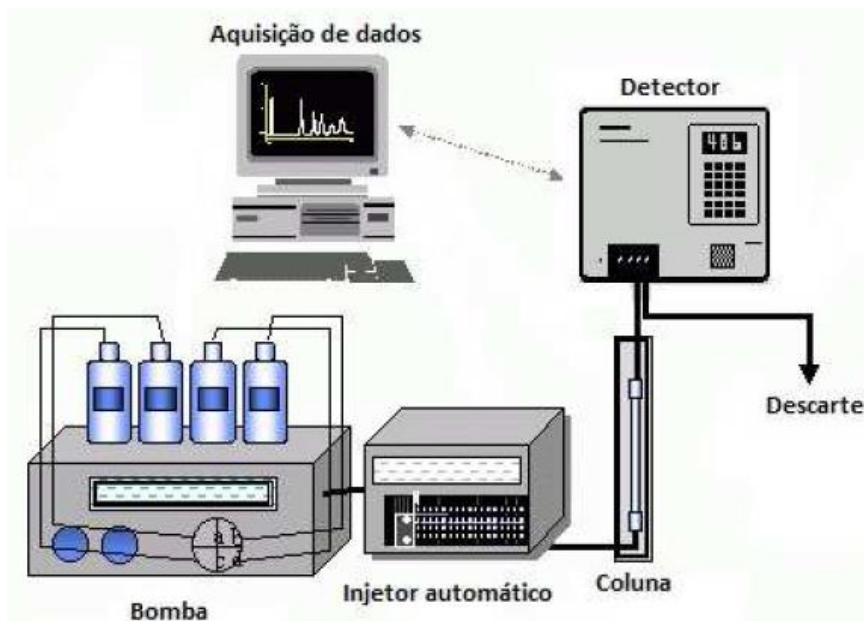 Aquisição de dados
Detector
406
Descarte
a b
c d
Bomba
Injetor automático
Coluna